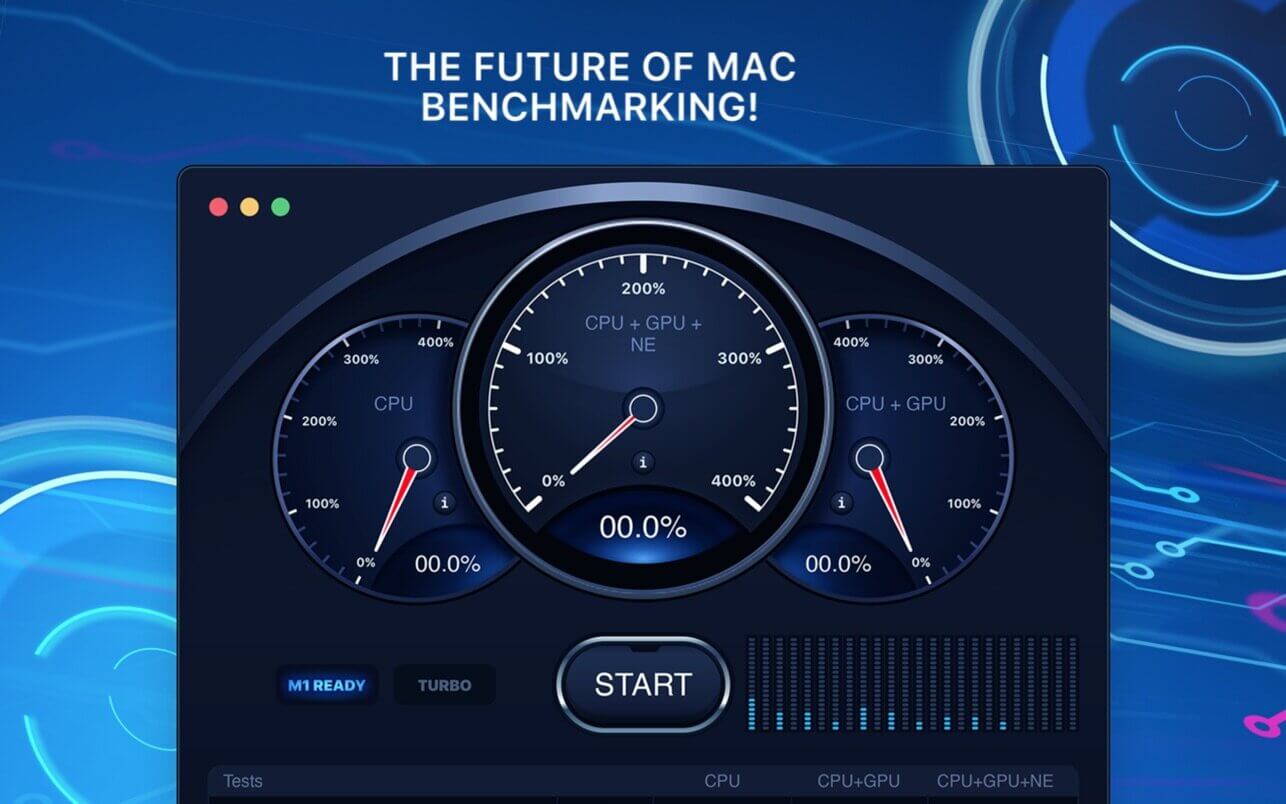 THE FUTURE OF MAC
BENCHMARKING!
200%
CPU + GPU +
NE
100%
300%
0%
400%
00.0%
i
400%
300%
CPU
200%
100%
0%
i
00.0%
400%
300%
CPU + GPU
200%
100%
0%
i
00.0%
M1 READY
TURBO
START
Tests CPU CPU+GPU CPU+GPU+NE